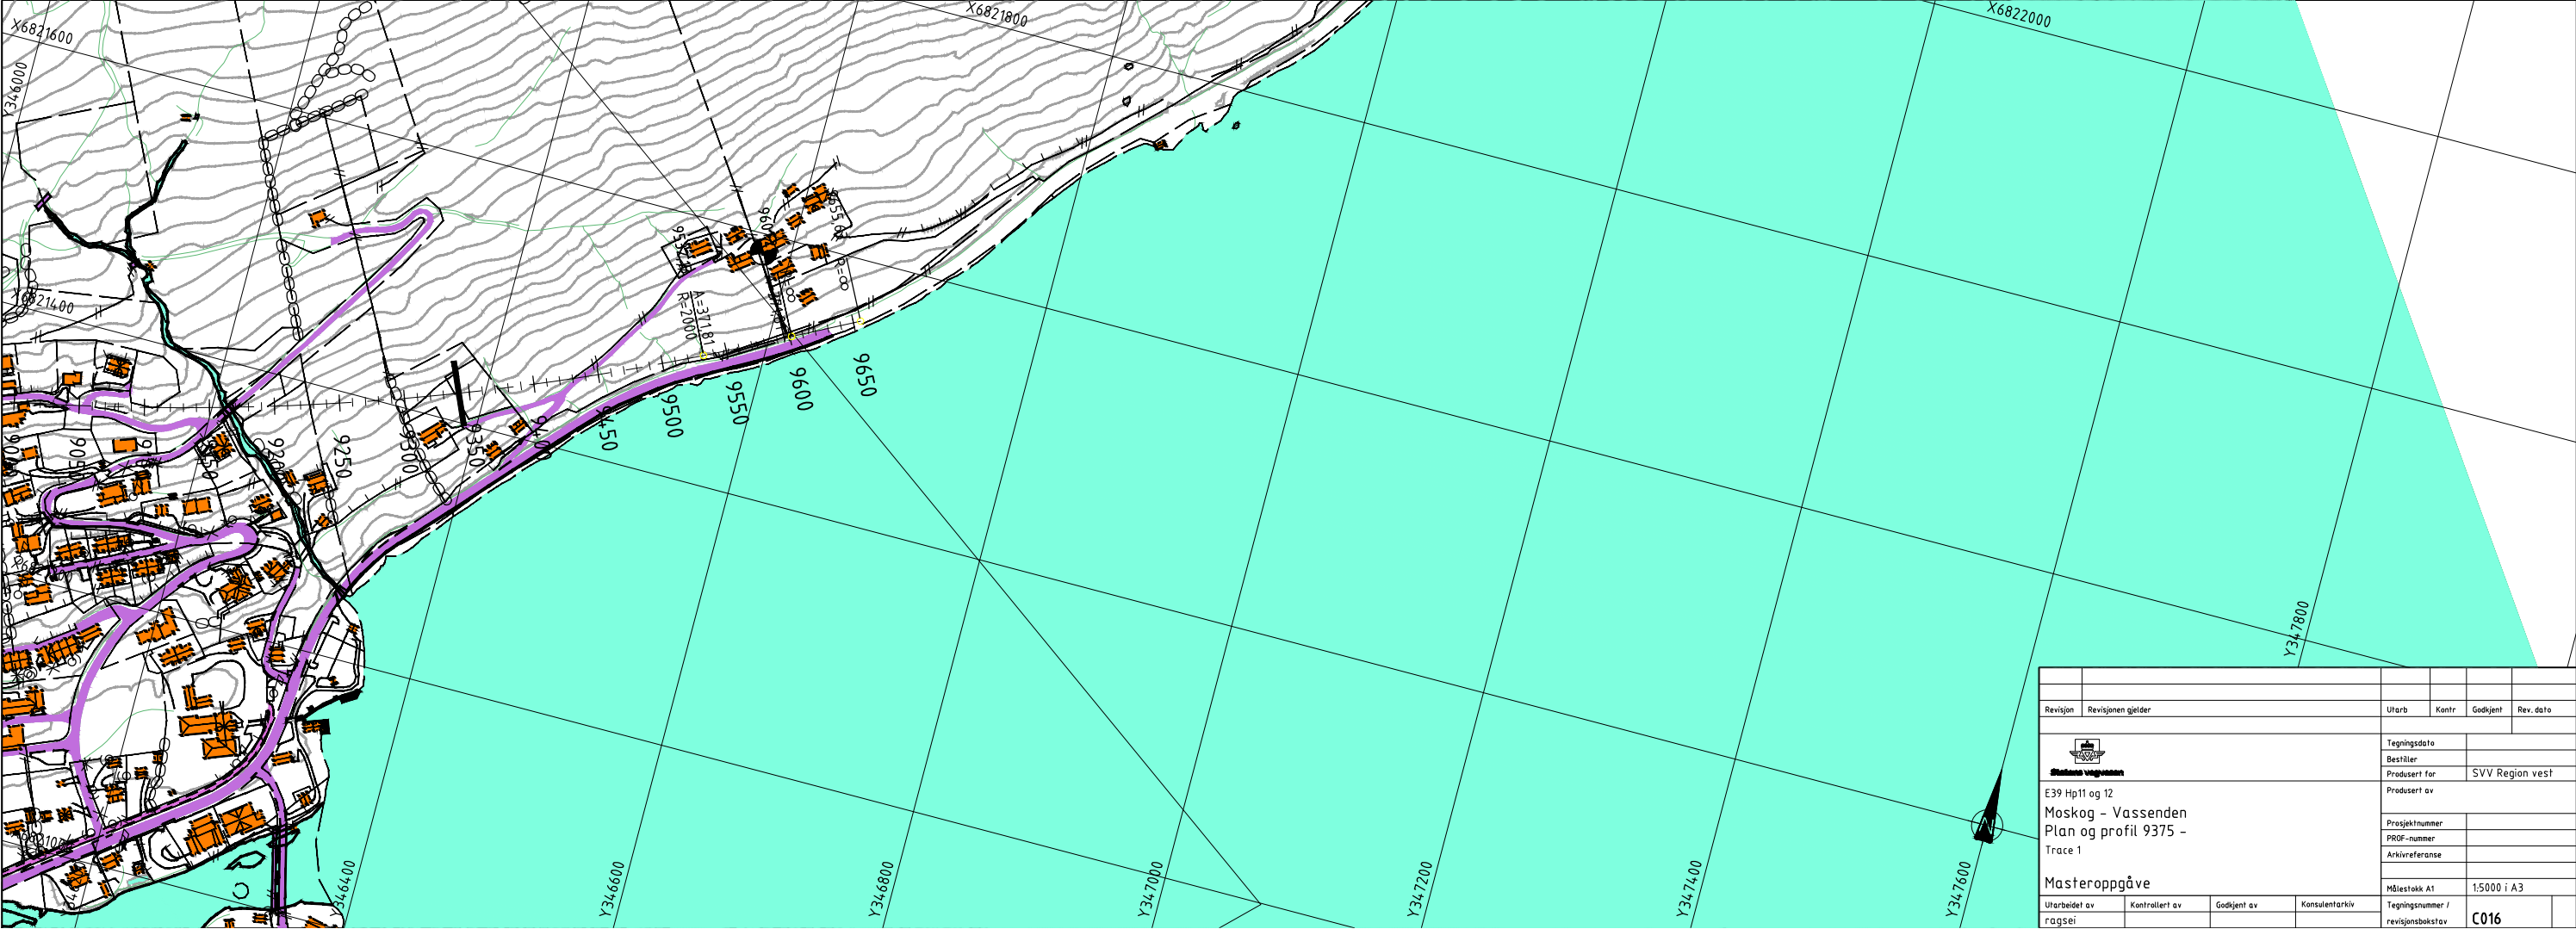 X6821600
X6821800
X6822000
Y346000
X6821400
A=371,81
R=2000
R=∞
9250
9300
9350
9450
9500
9550
9600
9650
Y346400
Y346600
Y346800
Y347000
Y347200
Y347400
Y347600
Y347800
N
Revisjon
Revisjonen gjelder
Utarb
Kontr
Godkjent
Rev. dato
Statens vegvesen
Tegningsdato
Bestiller
Produsert for
SVV Region vest
Produsert av
E39 Hp11 og 12
Moskog - Vassenden
Plan og profil 9375 -
Trace 1
Masteroppgåve
Prosjektnummer
PROF-nummer
Arkivreferanse
Målestokk A1
1:5000 i A3
Utarbeidet av
Kontrollert av
Godkjent av
Konsulentarkiv
ragsei
Tegningsnummer /
revisjonsbokstav
C016